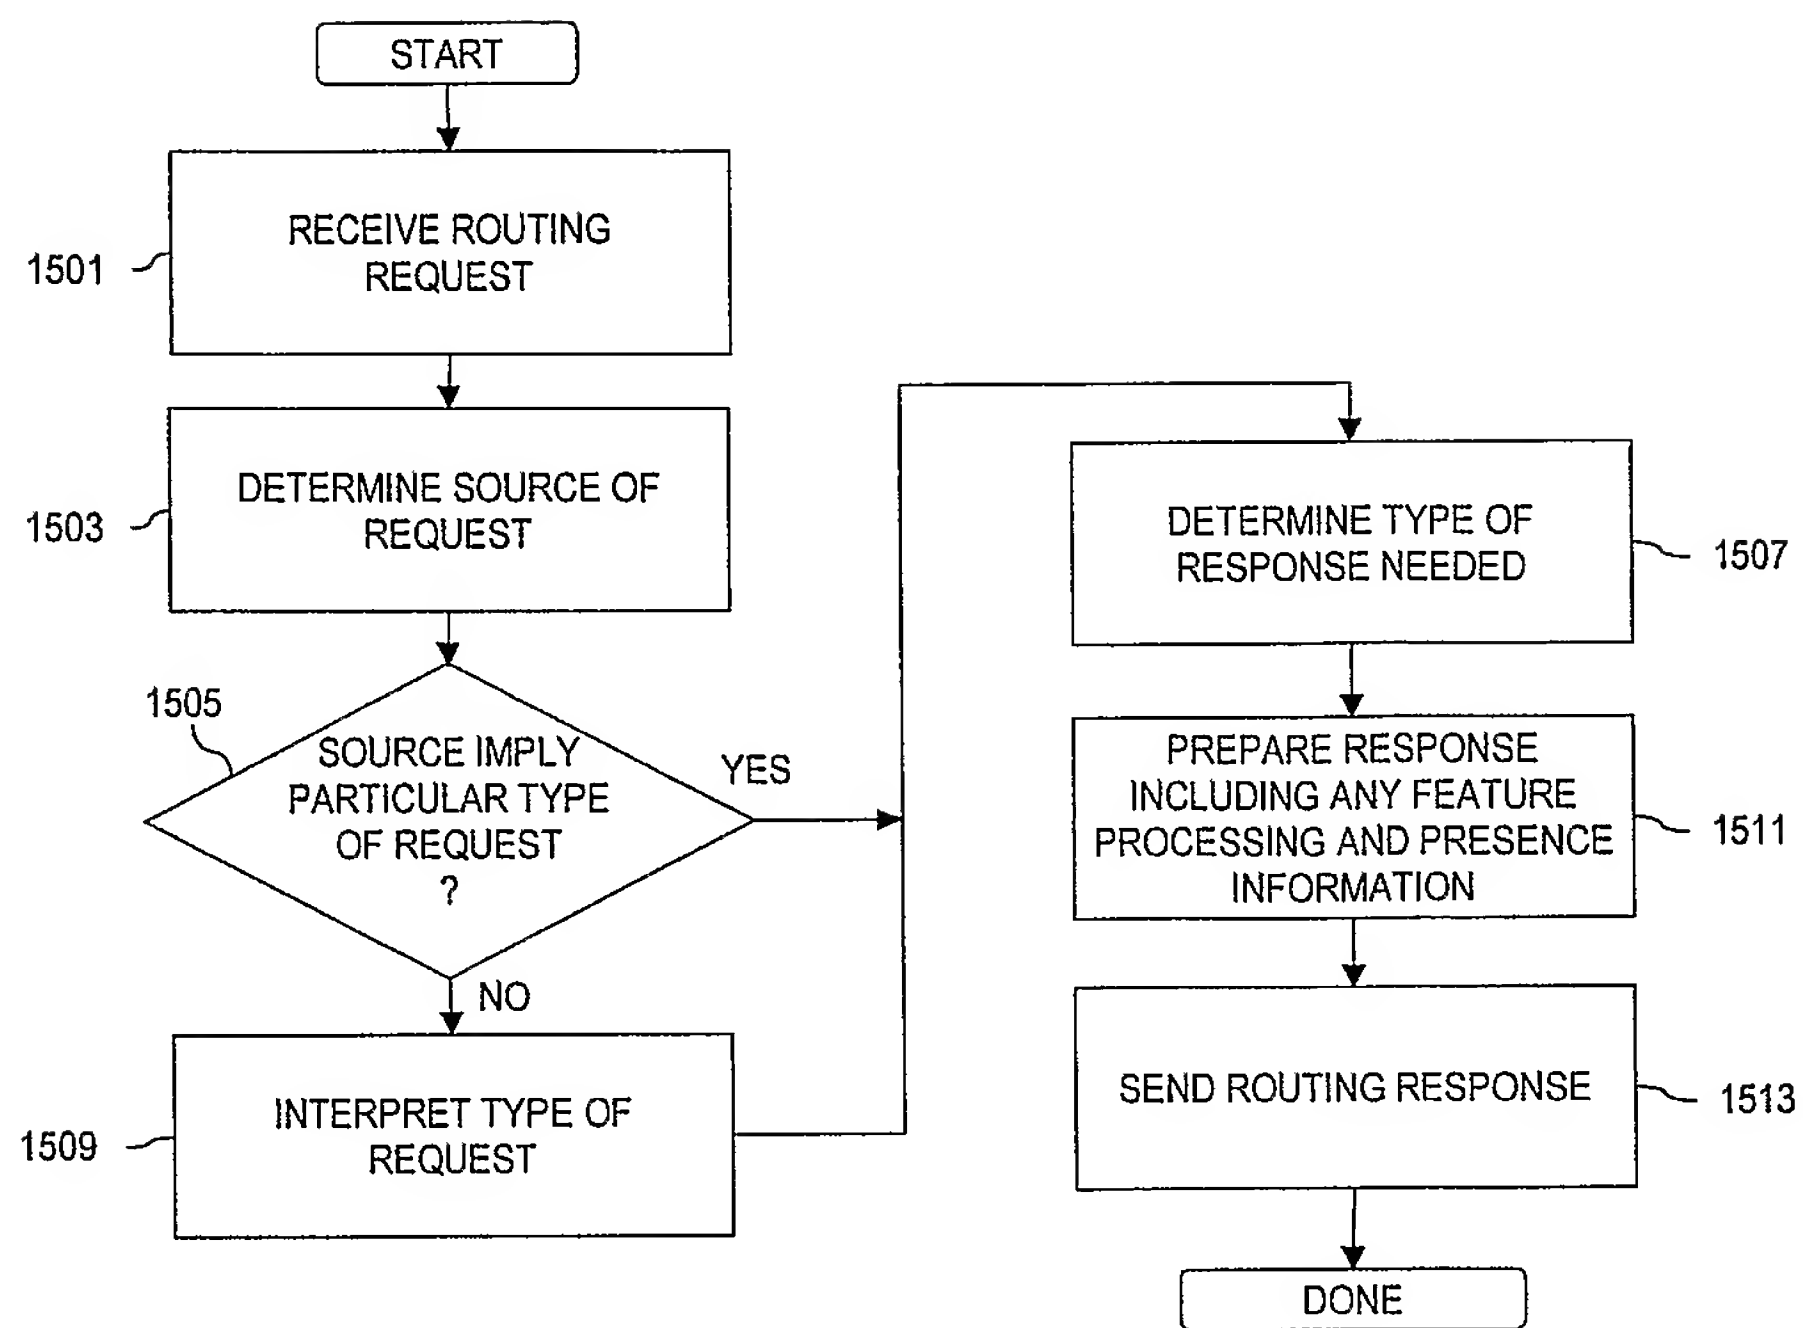 START
RECEIVE ROUTING
REQUEST
1501
DETERMINE SOURCE OF
REQUEST
1503
1505
SOURCE IMPLY
PARTICULAR TYPE
OF REQUEST
?
YES
NO
INTERPRET TYPE OF
REQUEST
1509
DETERMINE TYPE OF
RESPONSE NEEDED
1507
PREPARE RESPONSE
INCLUDING ANY FEATURE
PROCESSING AND PRESENCE
INFORMATION
1511
SEND ROUTING RESPONSE
1513
DONE